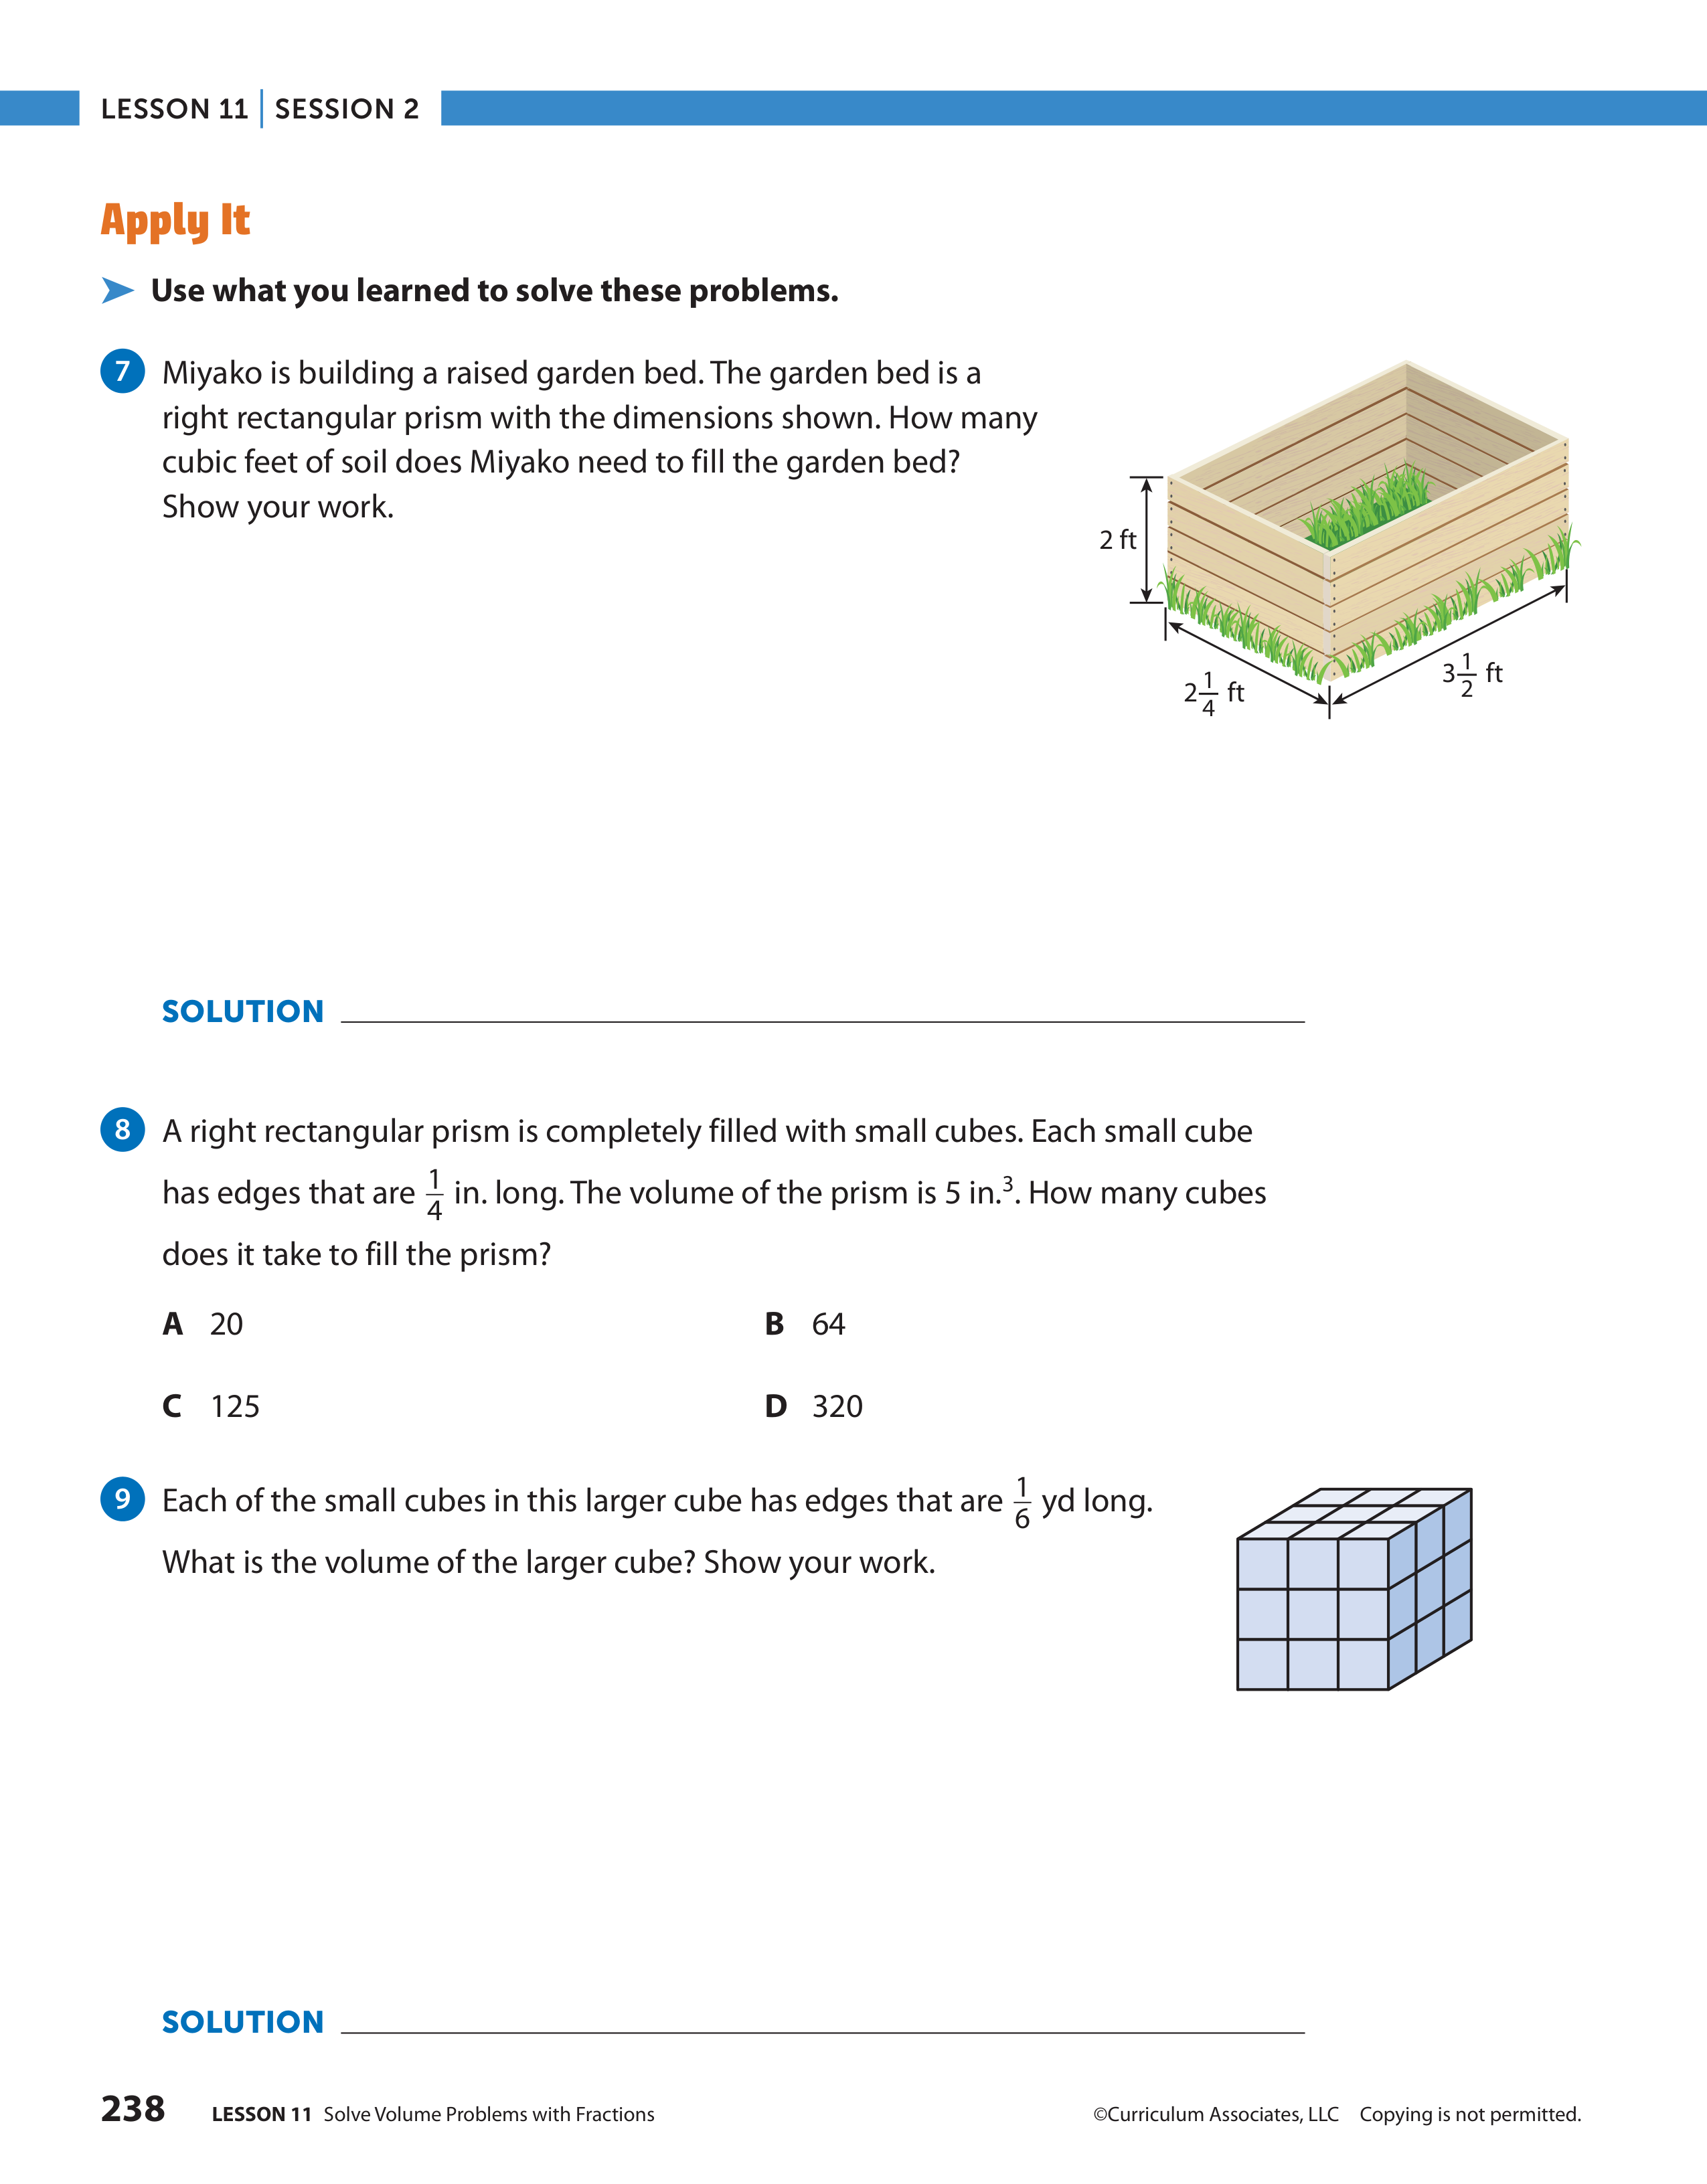 LESSON 11 | SESSION 2
Apply It
Use what you learned to solve these problems.
7 Miyako is building a raised garden bed. The garden bed is a
right rectangular prism with the dimensions shown. How many
cubic feet of soil does Miyako need to fill the garden bed?
Show your work.
2 ft
2 1/4 ft
3 1/2 ft
SOLUTION
8 A right rectangular prism is completely filled with small cubes. Each small cube
has edges that are 1/4 in. long. The volume of the prism is 5 in.³. How many cubes
does it take to fill the prism?
A 20
B 64
C 125
D 320
9 Each of the small cubes in this larger cube has edges that are 1/6 yd long.
What is the volume of the larger cube? Show your work.
SOLUTION
238 LESSON 11 Solve Volume Problems with Fractions
©Curriculum Associates, LLC Copying is not permitted.